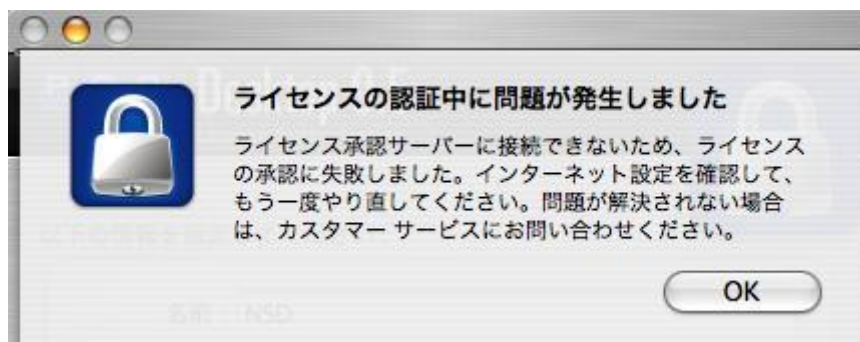 Desktop 9.5
ライセンスの認証中に問題が発生しました
ライセンス承認サーバーに接続できないため、ライセンス
の承認に失敗しました。インターネット設定を確認して、
もう一度やり直してください。問題が解決されない場合
は、カスタマー サービスにお問い合わせください。
OK
名前: NSD